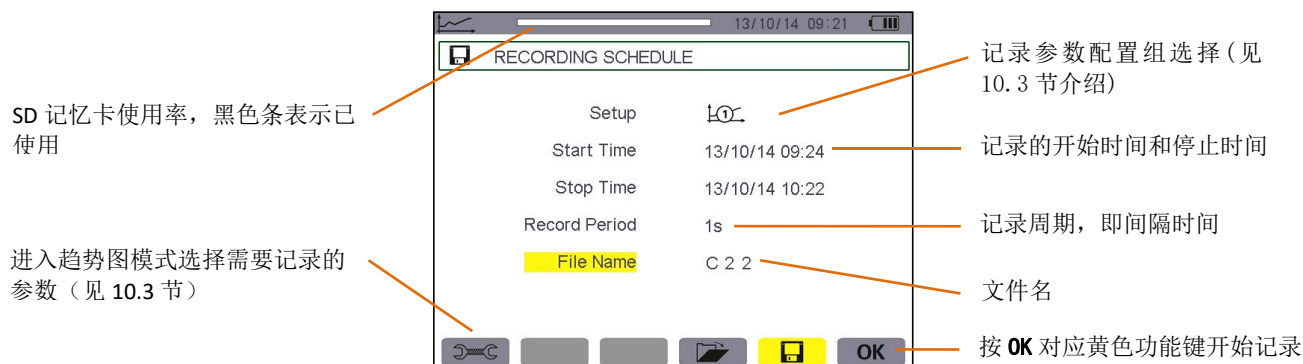 13/10/14 09:21
RECORDING SCHEDULE
记录参数配置组选择(见
10.3 节介绍)
SD 记忆卡使用率，黑色条表示已
使用
Setup
1
Start Time 13/10/14 09:24
记录的开始时间和停止时间
Stop Time 13/10/14 10:22
Record Period 1s
记录周期，即间隔时间
进入趋势图模式选择需要记录的
参数（见 10.3 节）
File Name C 2 2
文件名
OK
按 OK 对应黄色功能键开始记录